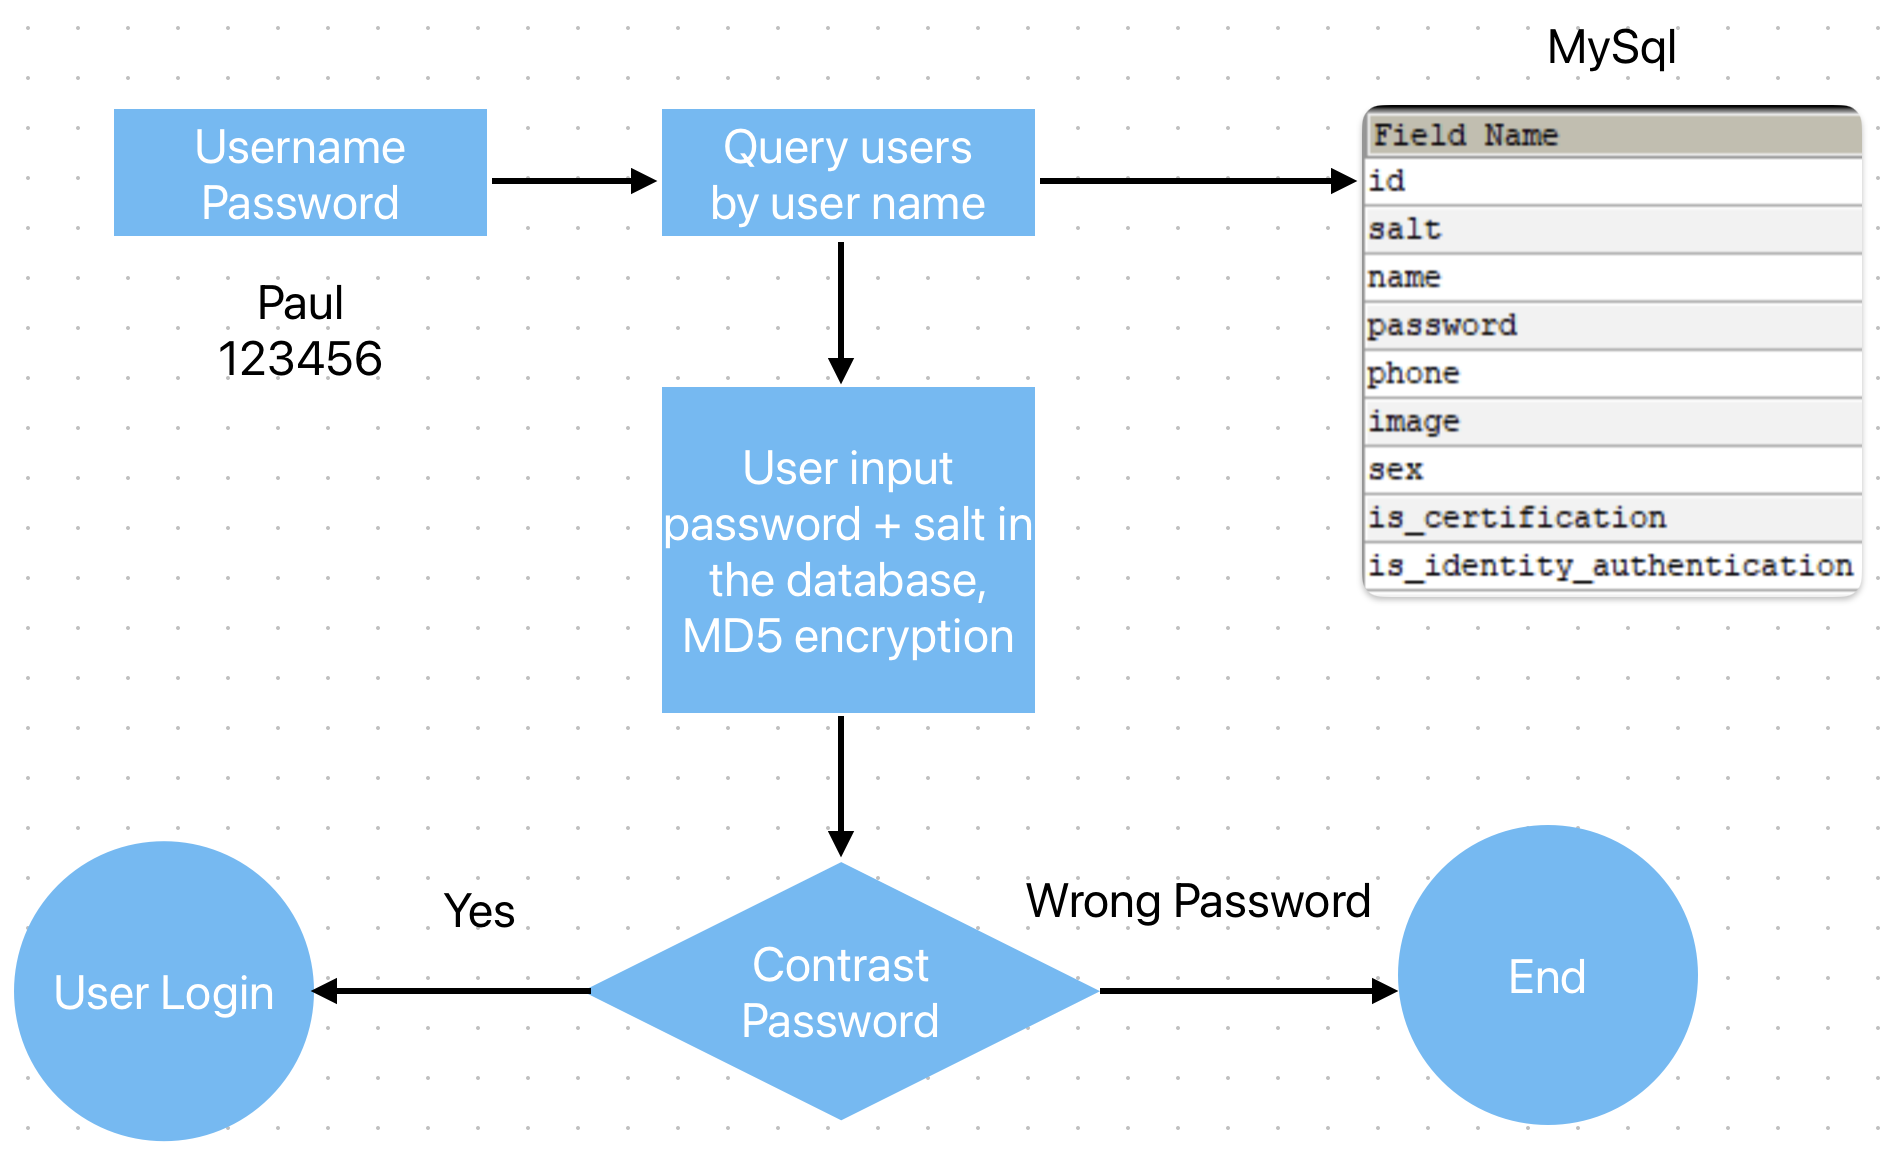 MySql
Username
Password
Query users
by user name
Field Name
id
salt
name
password
phone
image
sex
is_certification
is_identity_authentication
Paul
123456
User input
password + salt in
the database,
MD5 encryption
Yes
Wrong Password
User Login
Contrast
Password
End